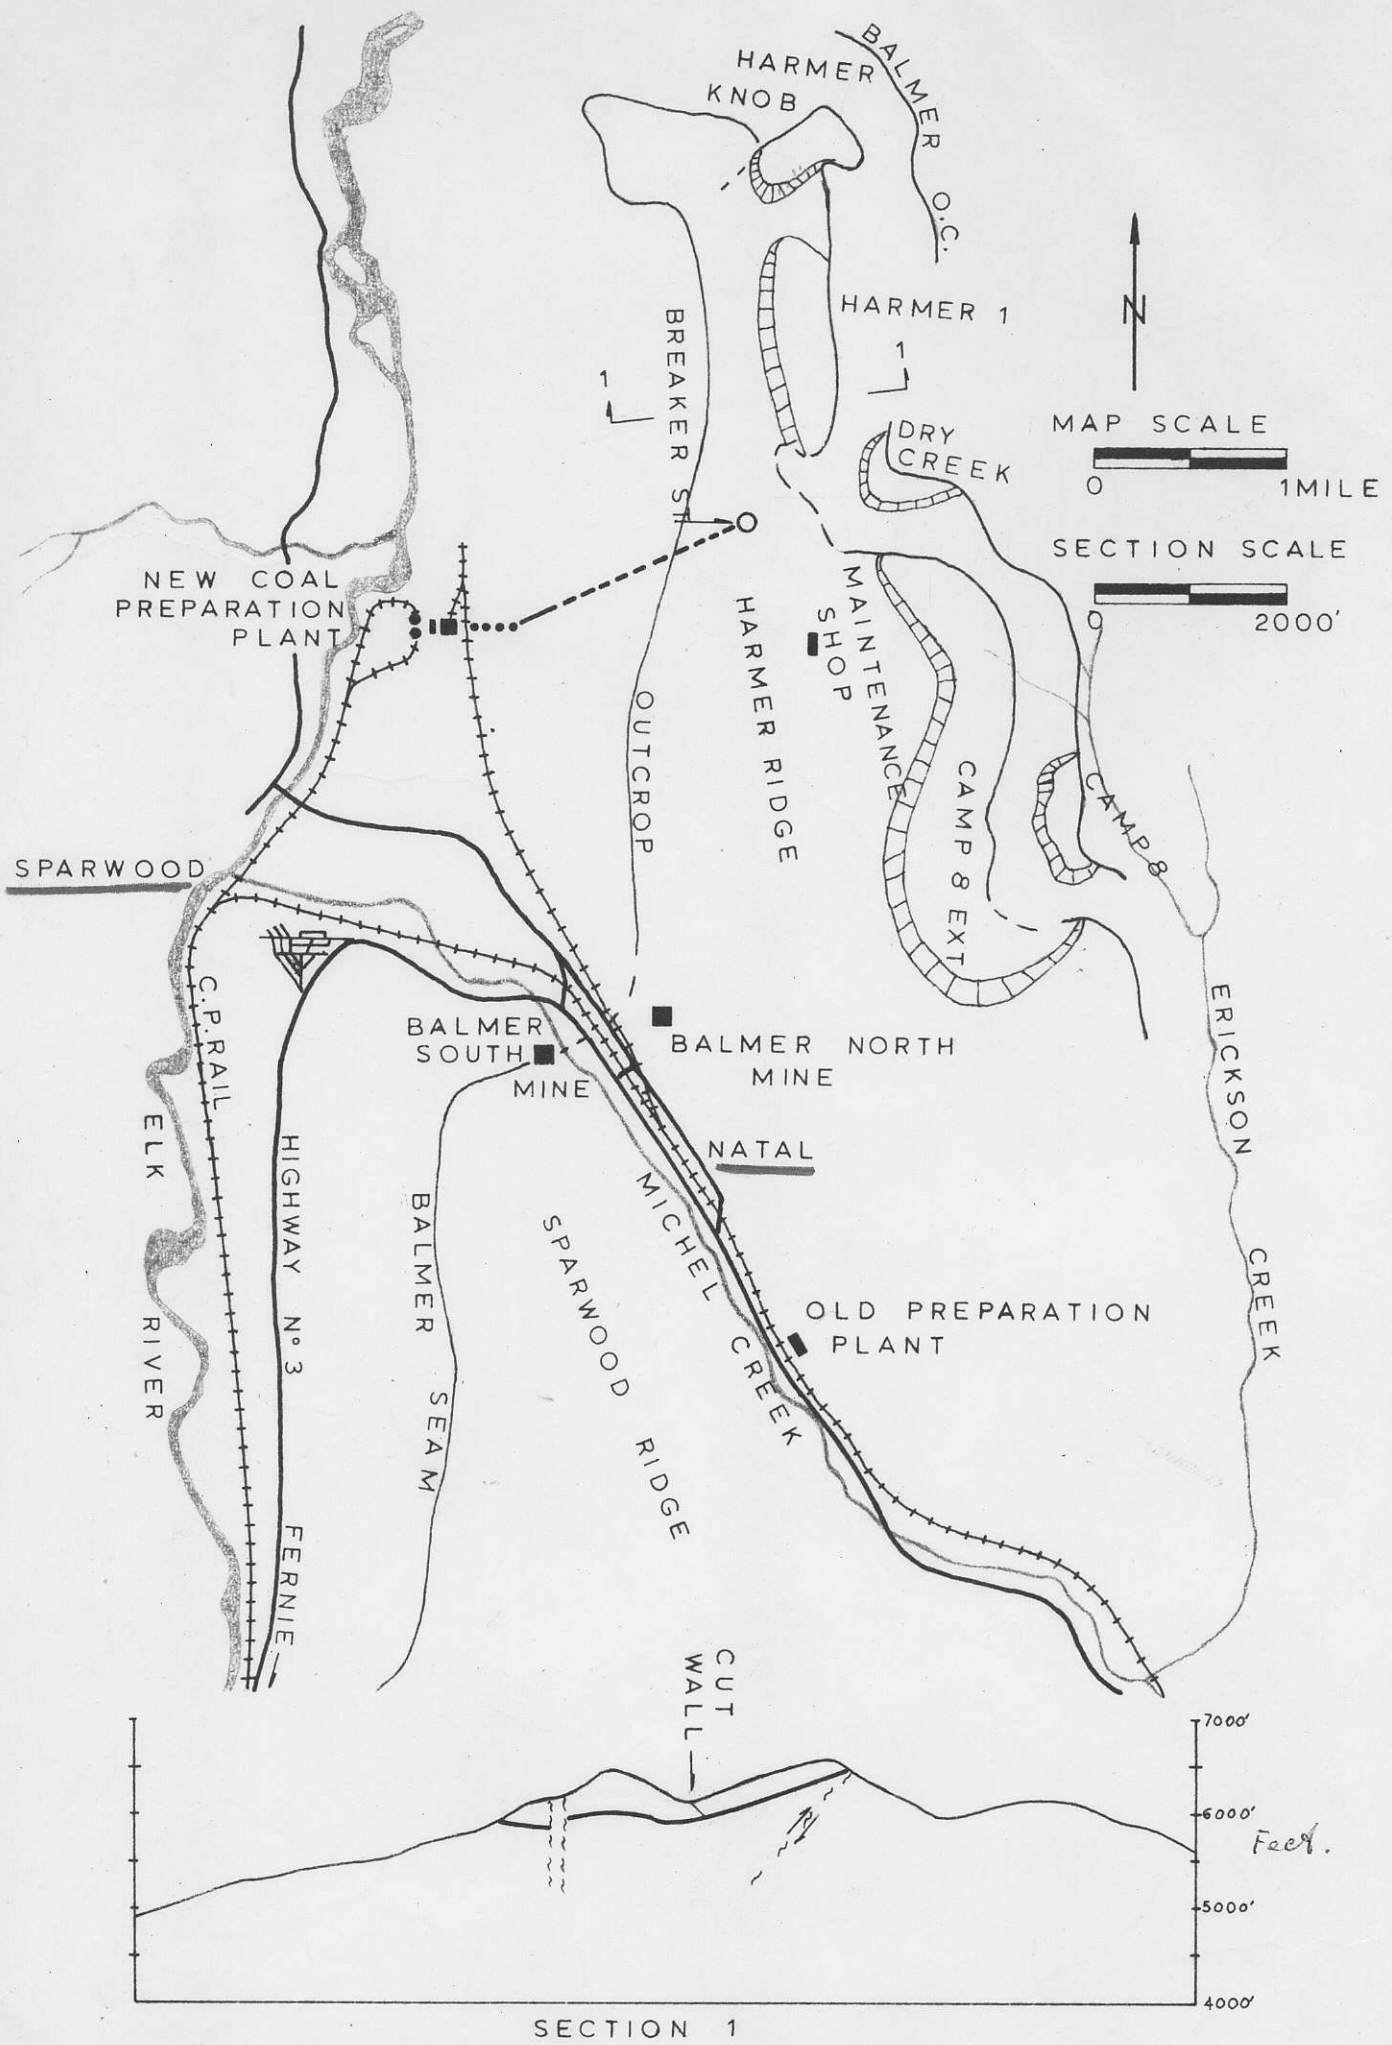 HARMER
KNOB
BALMER O.C.
HARMER 1
N
1
1
BREAKER ST
DRY
CREEK
MAP SCALE
0 1 MILE
SECTION SCALE
0 2000'
NEW COAL
PREPARATION
PLANT
MAINTENANCE
SHOP
HARMER RIDGE
OUTCROP
CAMP 8 EXT
CAMP 8
SPARWOOD
C.P. RAIL
BALMER
SOUTH
MINE
BALMER NORTH
MINE
ERICKSON CREEK
ELK RIVER
HIGHWAY Nº 3
NATAL
BALMER SEAM
SPARWOOD RIDGE
MICHEL CREEK
OLD PREPARATION
PLANT
FERNIE
CUT
WALL
7000'
6000'
Feet.
5000'
4000'
SECTION 1